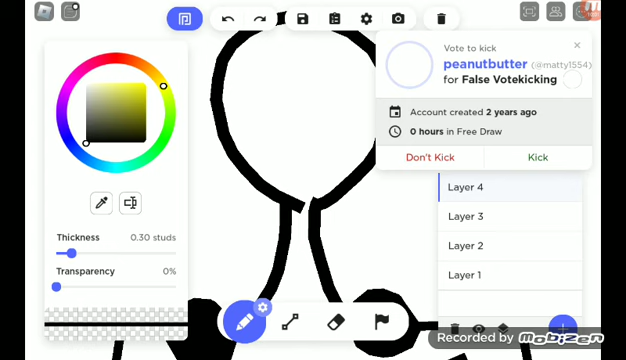 Vote to kick
peanutbutter (@matty1554)
for False Votekicking
Account created 2 years ago
0 hours in Free Draw
Don't Kick
Kick
Layer 4
Layer 3
Layer 2
Layer 1
Thickness
0.30 studs
Transparency
0%
Recorded by
Mobizen